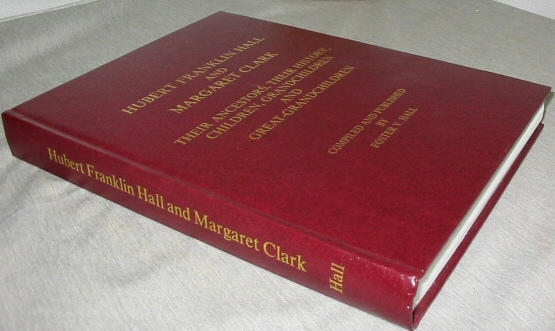 HUBERT FRANKLIN HALL
AND
MARGARET CLARK
THEIR ANCESTORS, THEIR HISTORY,
CHILDREN, GRANDCHILDREN
AND
GREAT-GRANDCHILDREN
COMPILED AND PUBLISHED
BY
FOSTER V. HALL
Hubert Franklin Hall and Margaret Clark
Hall